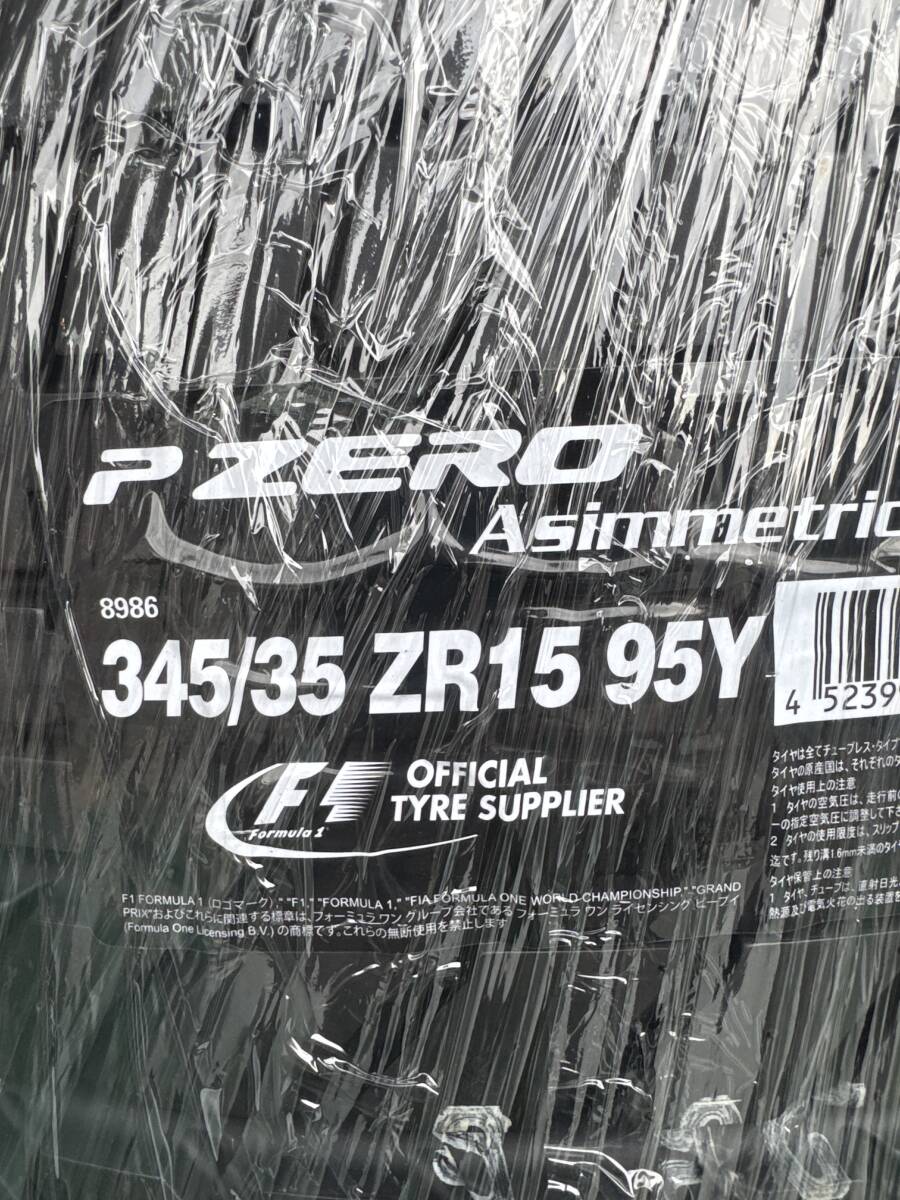 P ZERO
Asimmetric
8986
345/35 ZR15 95Y
4 5239
F1
Formula 1
OFFICIAL
TYRE SUPPLIER
F1 FORMULA 1 (ロゴマーク), "F1," "FORMULA 1," "FIA FORMULA ONE WORLD CHAMPIONSHIP," "GRAND
PRIX"およびこれらに関連する標章は、フォーミュラ ワン グループ会社である フォーミュラ ワン ライセンシング ビーブイ
(Formula One Licensing B.V.) の商標です。これらの無断使用を禁止します
タイヤは全てチューブレス・タイプ
タイヤの原産国は、それぞれのタ
タイヤ使用上の注意
1 タイヤの空気圧は、走行前の
ーの指定空気圧に調整して下さ
2 タイヤの使用限度は、スリップ
迄です。残り溝1.6mm未満のタイヤ
タイヤ保管上の注意
1 タイヤ、チューブは、直射日光
熱源及び電気火花の出る装置を